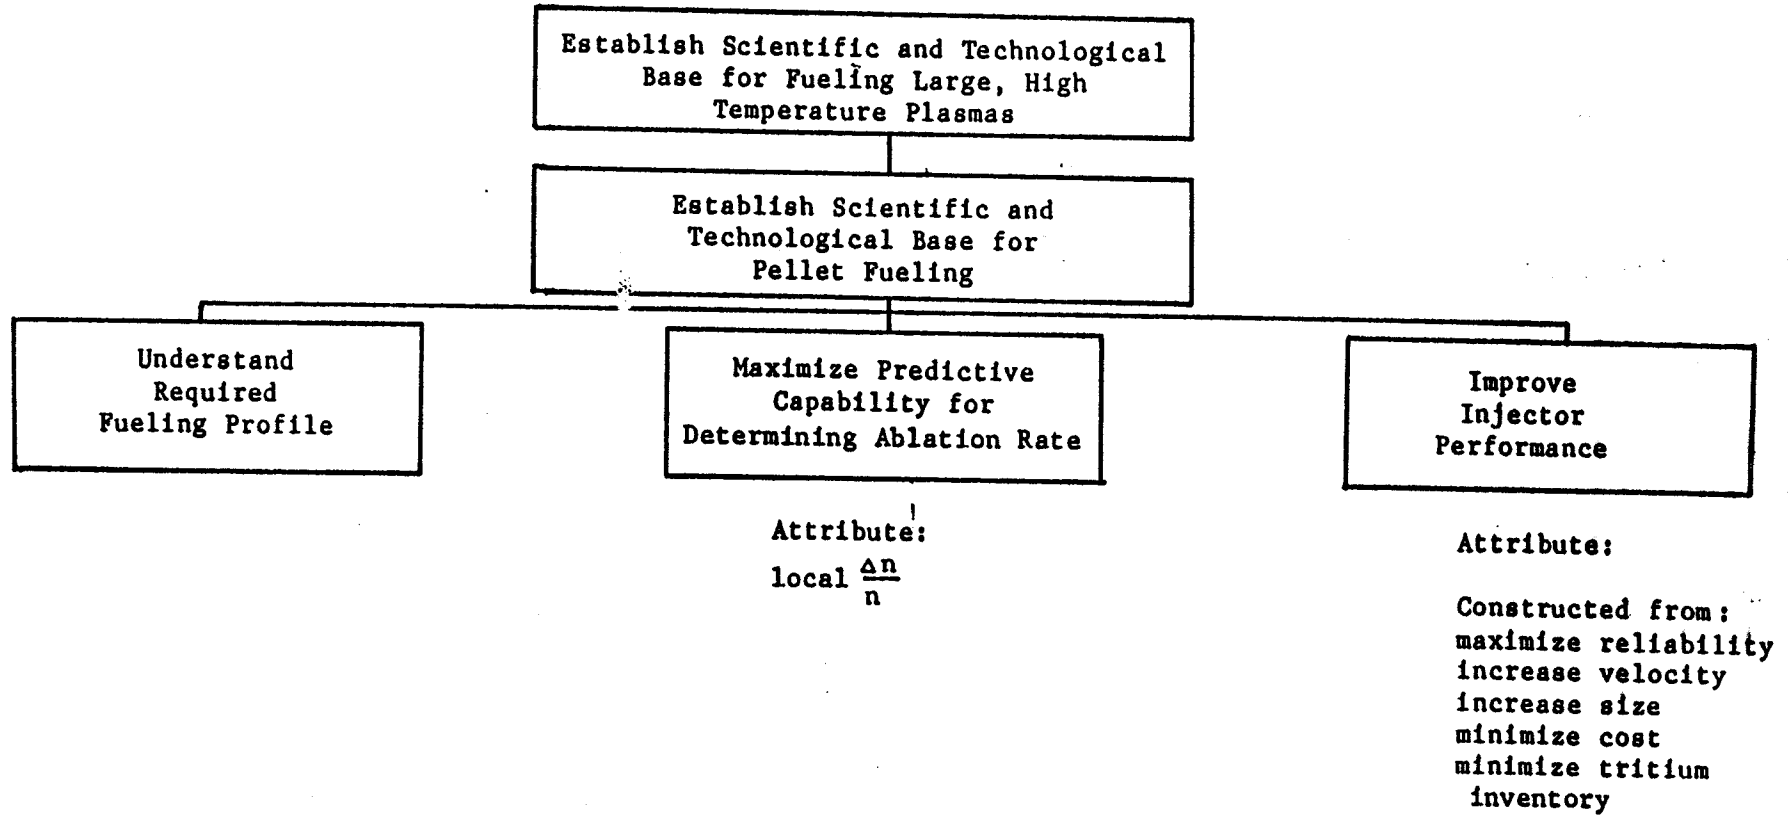 Establish Scientific and Technological
Base for Fueling Large, High
Temperature Plasmas
Establish Scientific and
Technological Base for
Pellet Fueling
Understand
Required
Fueling Profile
Maximize Predictive
Capability for
Determining Ablation Rate
Improve
Injector
Performance
Attribute:
local Δn/n
Attribute:
Constructed from:
maximize reliability
increase velocity
increase size
minimize cost
minimize tritium
inventory